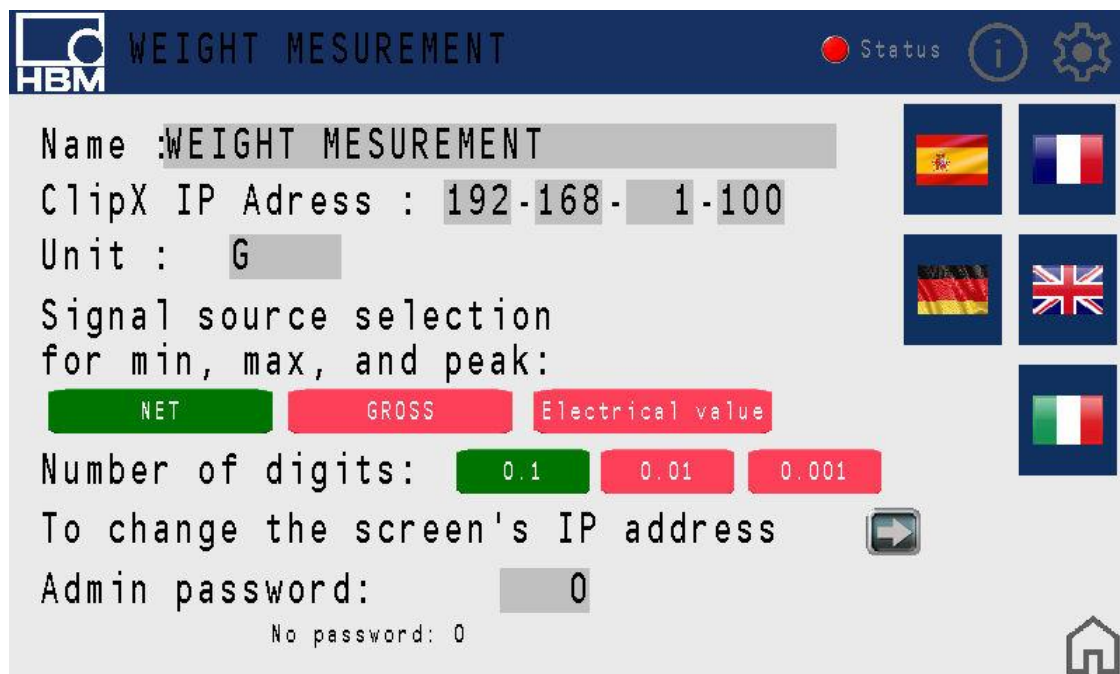 HBM WEIGHT MESUREMENT Status i
Name :WEIGHT MESUREMENT
ClipX IP Adress : 192-168- 1-100
Unit : G
Signal source selection
for min, max, and peak:
NET GROSS Electrical value
Number of digits: 0.1 0.01 0.001
To change the screen's IP address
Admin password: 0
No password: 0